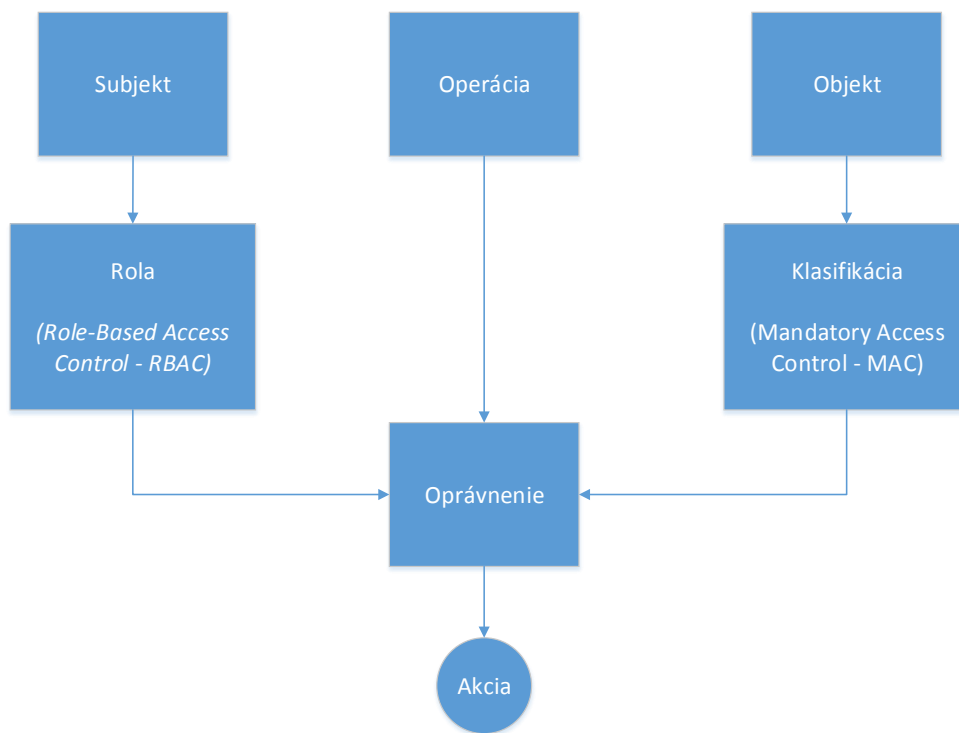 Subjekt
Operácia
Objekt
Rola
(Role-Based Access
Control - RBAC)
Klasifikácia
(Mandatory Access
Control - MAC)
Oprávnenie
Akcia